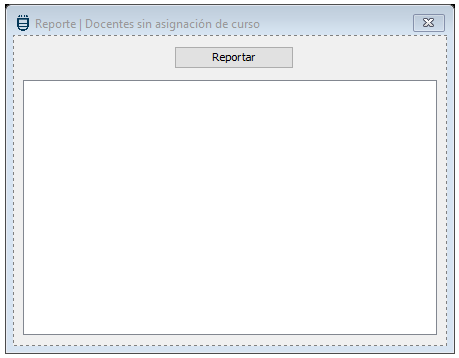 Reporte | Docentes sin asignación de curso
Reportar